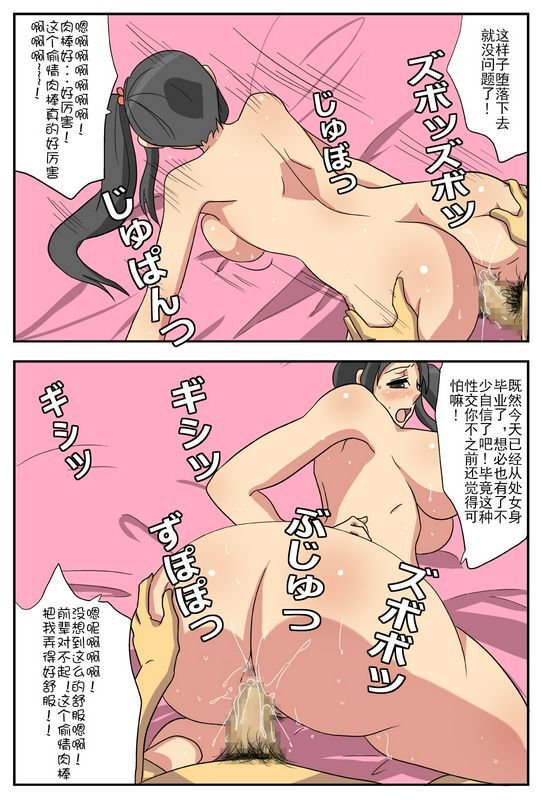 这样子堕落下去
就没问题了！
ズボッズボッ
じゅぼっ
嗯啊啊啊啊啊啊！
肉棒好．．好厉害！
这个偷情肉棒真的好厉害
啊啊啊~~~！
じゅぱんっ
既然今天已经从处女身
毕业了，想必也有了不
少自信了吧！毕竟这种
性交你不之前还觉得可
怕嘛！
ギシッ
ギシッ
ズボボッ
ぶじゅっ
ずぽぽっ
嗯呢啊啊！
没想到这么的舒服嗯啊！
前辈对不起！这个偷情肉棒
把我弄得好舒服！！